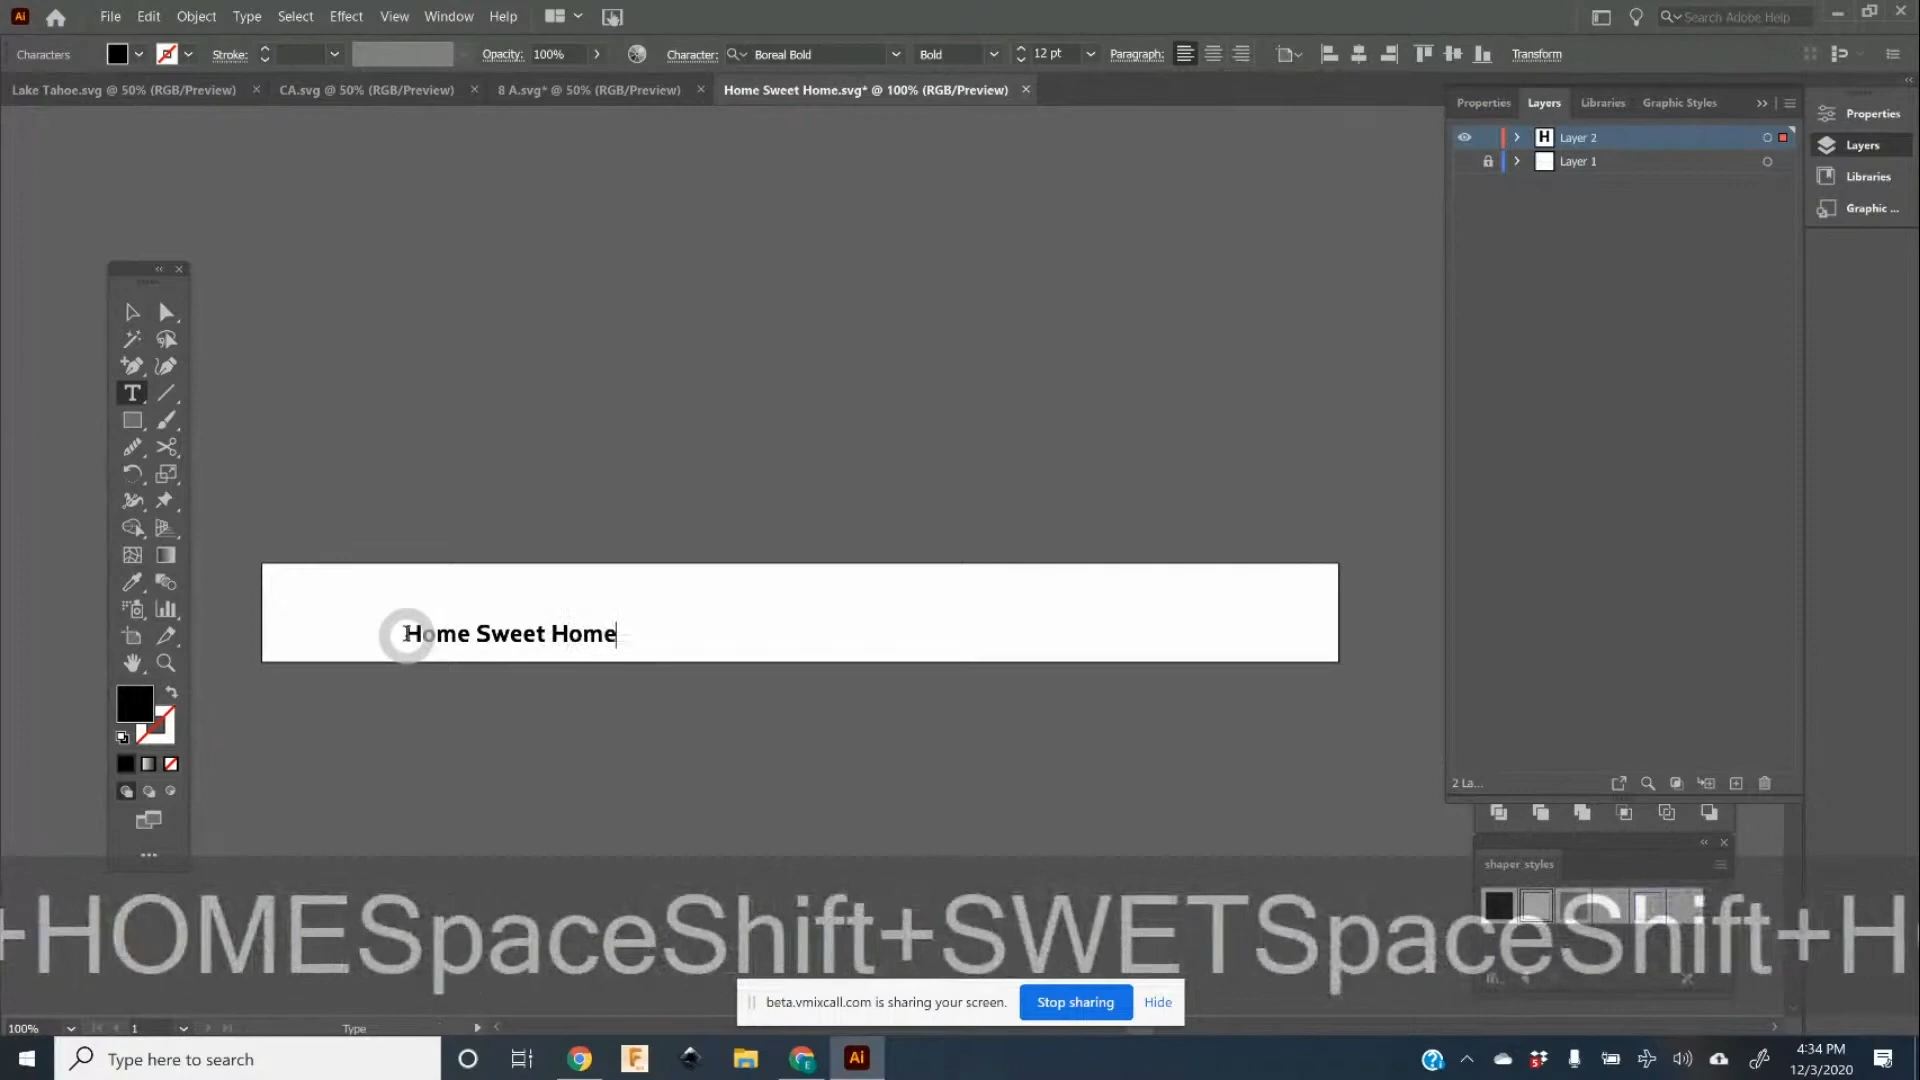 Ai File Edit Object Type Select Effect View Window Help Search Adobe Help
Characters Stroke: Opacity: 100% Character: Boreal Bold Bold 12 pt Paragraph: Transform
Lake Tahoe.svg @ 50% (RGB/Preview) CA.svg @ 50% (RGB/Preview) 8 A.svg* @ 50% (RGB/Preview) Home Sweet Home.svg* @ 100% (RGB/Preview)
Properties Layers Libraries Graphic Styles
H Layer 2
Layer 1
Properties
Layers
Libraries
Graphic ...
Home Sweet Home
2 La...
shaper styles
+HOMESpaceShift+SWETSpaceShift+H
beta.vmixcall.com is sharing your screen. Stop sharing Hide
100% 1 Type
Type here to search
Ai
4:34 PM
12/3/2020